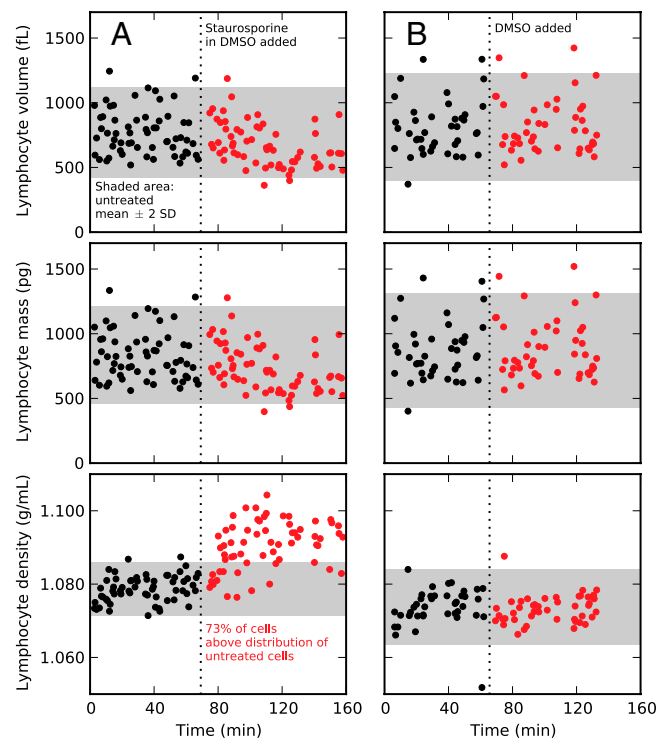 A
B
Staurosporine
in DMSO added
DMSO added
Lymphocyte volume (fL)
1500
1000
500
0
Shaded area:
untreated
mean ± 2 SD
Lymphocyte mass (pg)
1500
1000
500
0
Lymphocyte density (g/mL)
1.100
1.080
1.060
73% of cells
above distribution of
untreated cells
0 40 80 120 160
0 40 80 120 160
Time (min)
Time (min)